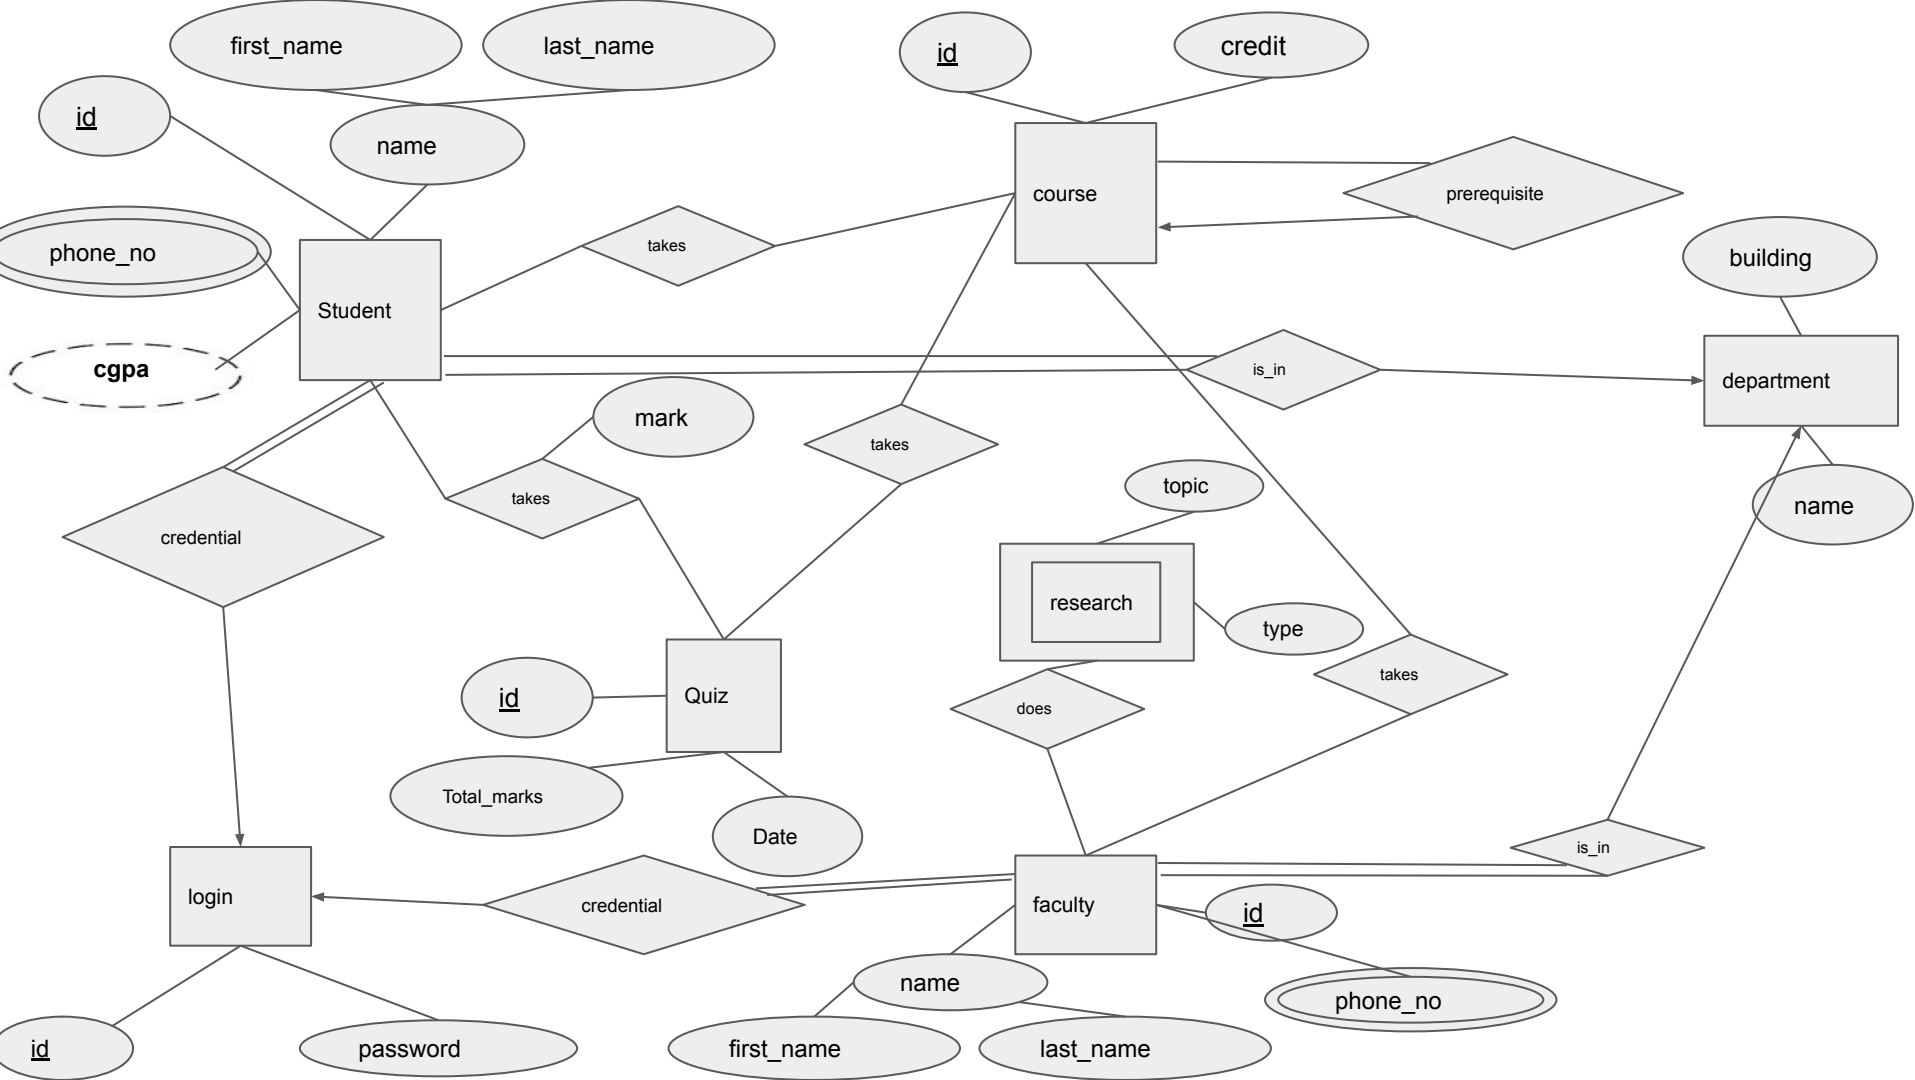 first_name
last_name
id
credit
id
name
course
prerequisite
takes
phone_no
building
Student
cgpa
is_in
department
mark
takes
takes
topic
name
credential
research
type
takes
id
Quiz
does
Total_marks
Date
is_in
login
credential
faculty
id
name
phone_no
id
password
first_name
last_name